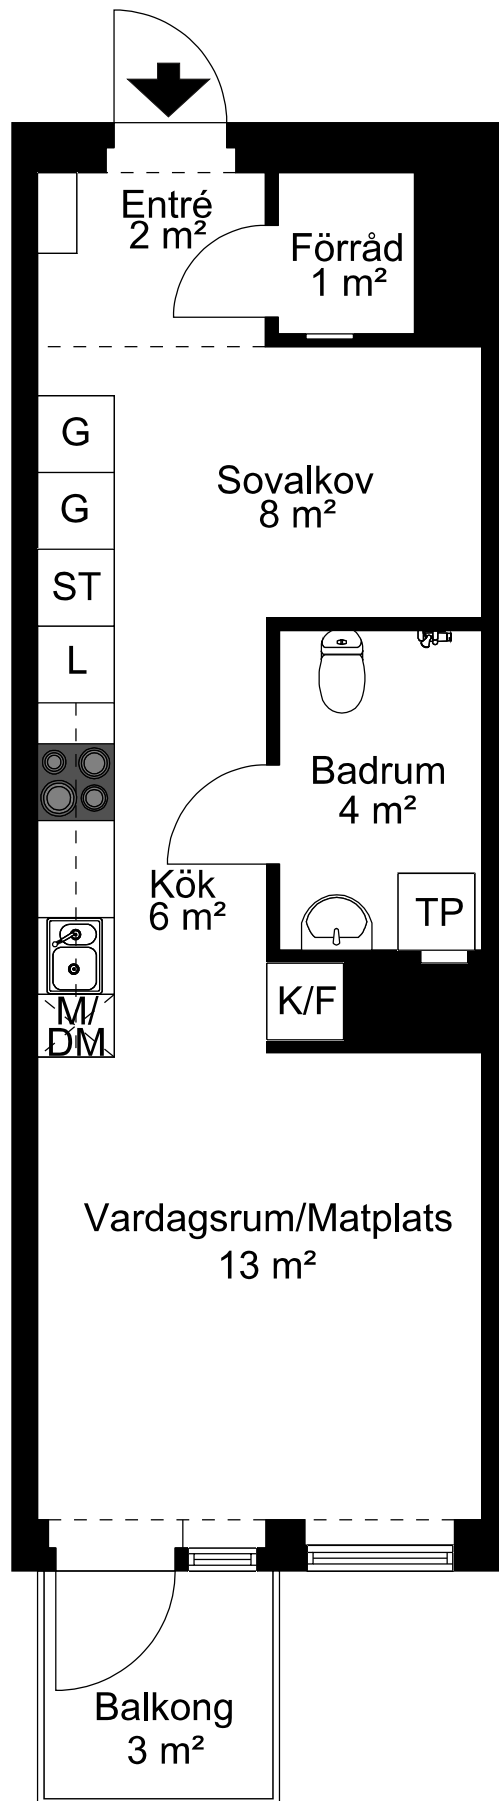 Entré
2 m²
Förråd
1 m²
G
Sovalkov
8 m²
G
ST
L
Badrum
4 m²
Kök
6 m²
TP
K/F
M/
DM
Vardagsrum/Matplats
13 m²
Balkong
3 m²